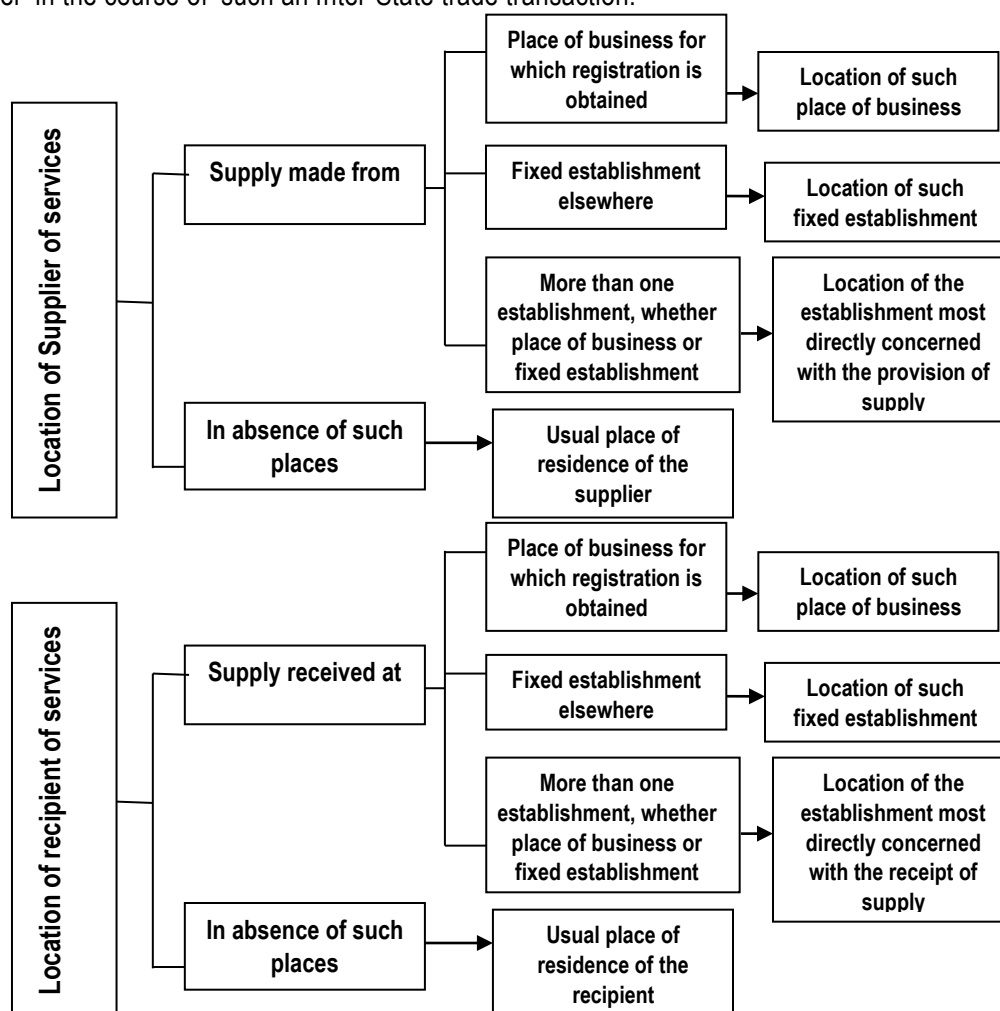 in the course of such an Inter State trade transaction.
Location of Supplier of services
Supply made from
Place of business for
which registration is
obtained
Location of such
place of business
Fixed establishment
elsewhere
Location of such
fixed establishment
More than one
establishment, whether
place of business or
fixed establishment
Location of the
establishment most
directly concerned
with the provision of
supply
In absence of such
places
Usual place of
residence of the
supplier
Location of recipient of services
Supply received at
Place of business for
which registration is
obtained
Location of such
place of business
Fixed establishment
elsewhere
Location of such
fixed establishment
More than one
establishment, whether
place of business or
fixed establishment
Location of the
establishment most
directly concerned
with the receipt of
supply
In absence of such
places
Usual place of
residence of the
recipient